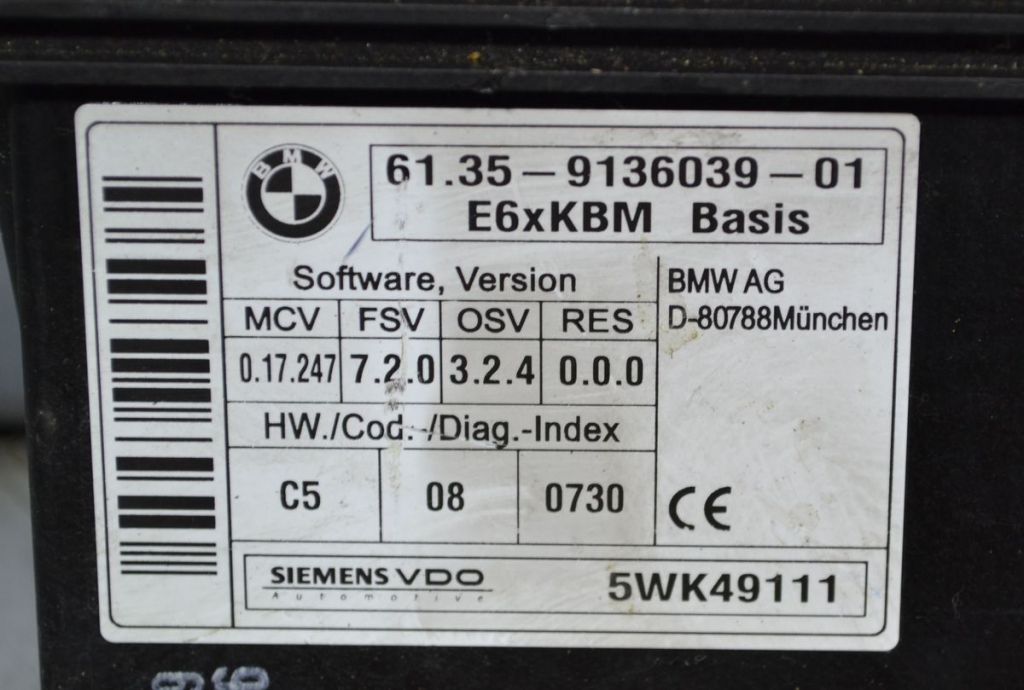 BMW
61.35 – 9136039 – 01
E6xKBM Basis
Software, Version
MCV FSV OSV RES
0.17.247 7.2.0 3.2.4 0.0.0
HW./Cod.-/Diag.-Index
C5 08 0730
BMW AG
D-80788München
CE
SIEMENS VDO
Automotive
5WK49111